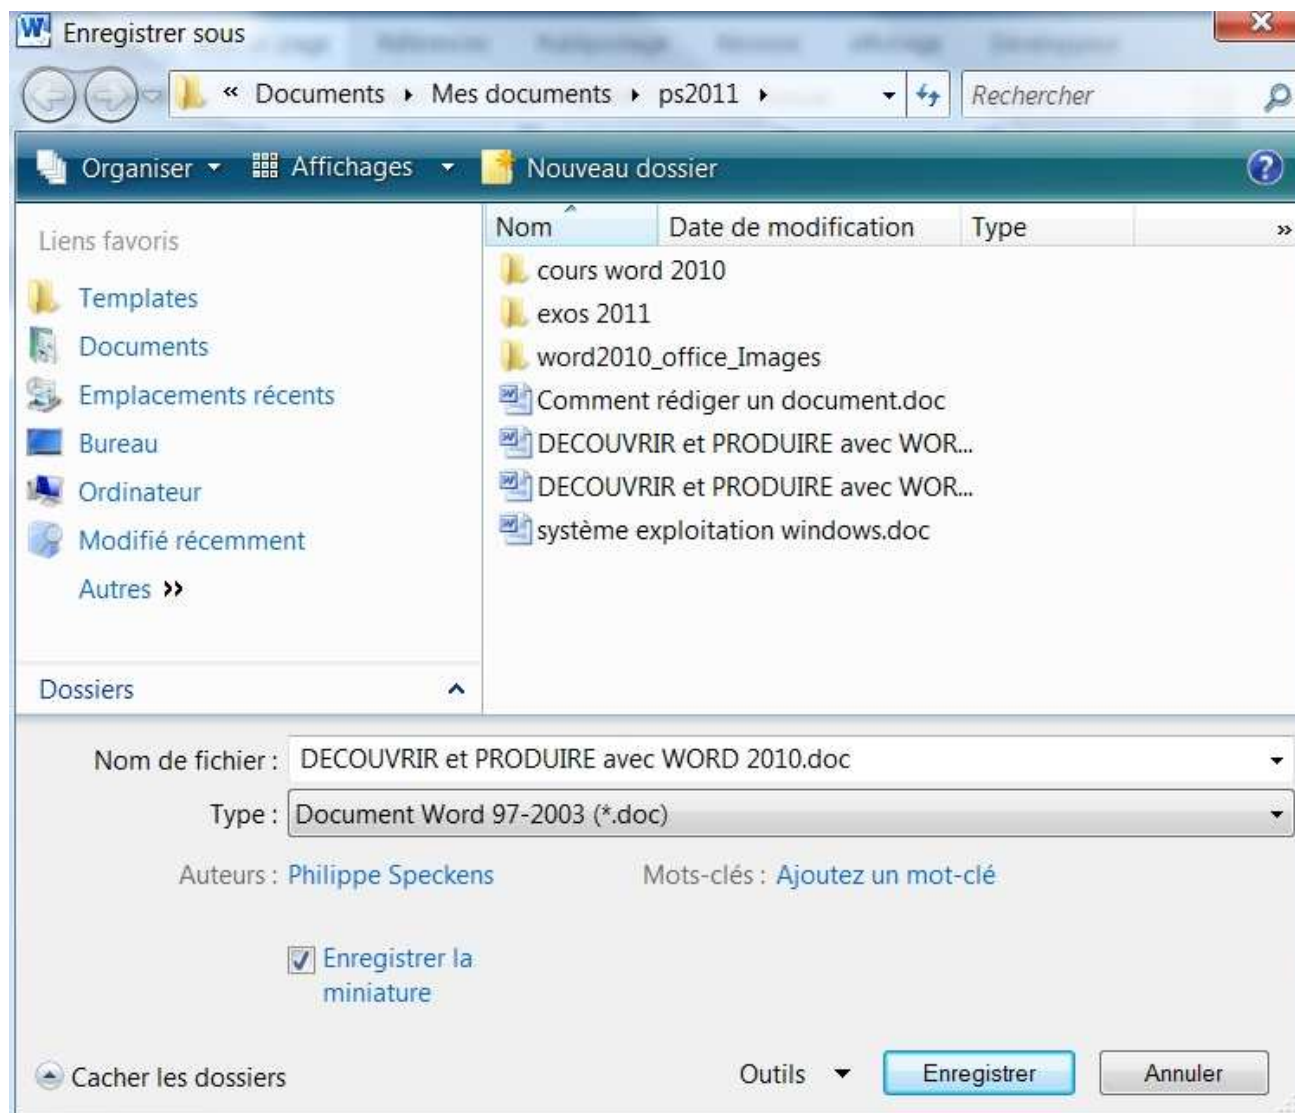 Enregistrer sous
« Documents Mes documents ps2011
Rechercher
Organiser Affichages Nouveau dossier
Liens favoris
Templates
Documents
Emplacements récents
Bureau
Ordinateur
Modifié récemment
Autres »
Dossiers
Nom Date de modification Type »
cours word 2010
exos 2011
word2010_office_Images
Comment rédiger un document.doc
DECOUVRIR et PRODUIRE avec WOR...
DECOUVRIR et PRODUIRE avec WOR...
système exploitation windows.doc
Nom de fichier : DECOUVRIR et PRODUIRE avec WORD 2010.doc
Type : Document Word 97-2003 (*.doc)
Auteurs : Philippe Speckens Mots-clés : Ajoutez un mot-clé
Enregistrer la
miniature
Cacher les dossiers Outils Enregistrer Annuler